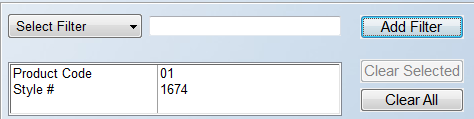 Select Filter
Add Filter
Product Code 01
Style # 1674
Clear Selected
Clear All